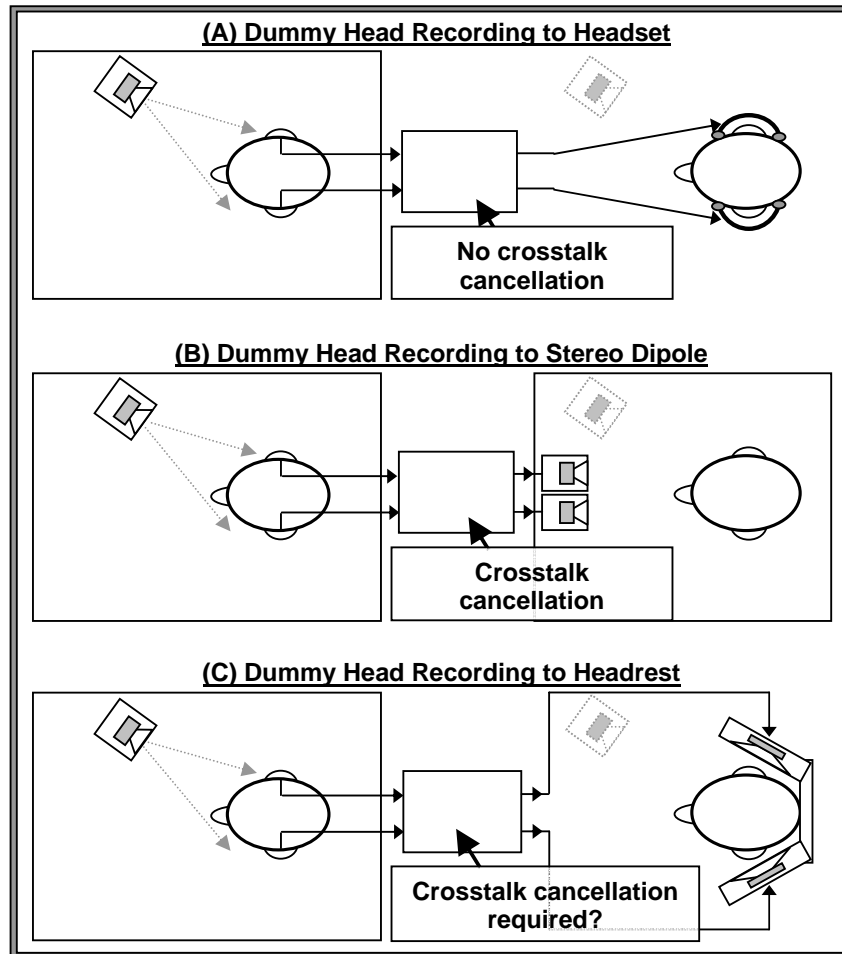 (A) Dummy Head Recording to Headset
No crosstalk
cancellation
(B) Dummy Head Recording to Stereo Dipole
Crosstalk
cancellation
(C) Dummy Head Recording to Headrest
Crosstalk cancellation
required?